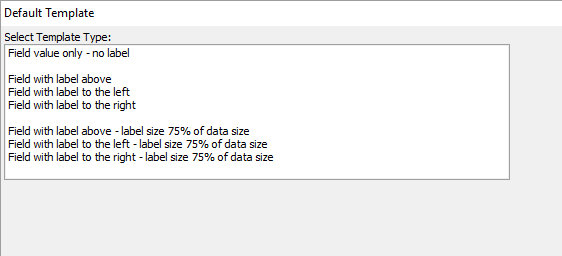 Default Template
Select Template Type:
Field value only - no label
Field with label above
Field with label to the left
Field with label to the right
Field with label above - label size 75% of data size
Field with label to the left - label size 75% of data size
Field with label to the right - label size 75% of data size